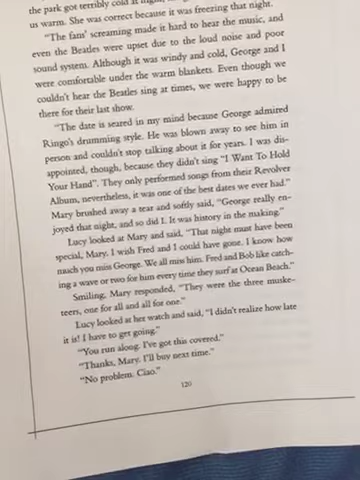 the park got terribly cold at night,
us warm. She was correct because it was freezing that night.
"The fans' screaming made it hard to hear the music, and
even the Beatles were upset due to the loud noise and poor
sound system. Although it was windy and cold, George and I
were comfortable under the warm blankets. Even though we
couldn't hear the Beatles sing at times, we were happy to be
there for their last show.
"The date is seared in my mind because George admired
Ringo's drumming style. He was blown away to see him in
person and couldn't stop talking about it for years. I was dis-
appointed, though, because they didn't sing "I Want To Hold
Your Hand". They only performed songs from their Revolver
Album, nevertheless, it was one of the best dates we ever had."
Mary brushed away a tear and softly said, "George really en-
joyed that night, and so did I. It was history in the making."
Lucy looked at Mary and said, "That night must have been
special, Mary. I wish Fred and I could have gone. I know how
much you miss George. We all miss him. Fred and Bob like catch-
ing a wave or two for him every time they surf at Ocean Beach."
Smiling, Mary responded, "They were the three muske-
teers, one for all and all for one."
Lucy looked at her watch and said, "I didn't realize how late
it is! I have to get going."
"You run along. I've got this covered."
"Thanks, Mary. I'll buy next time."
"No problem. Ciao."
120